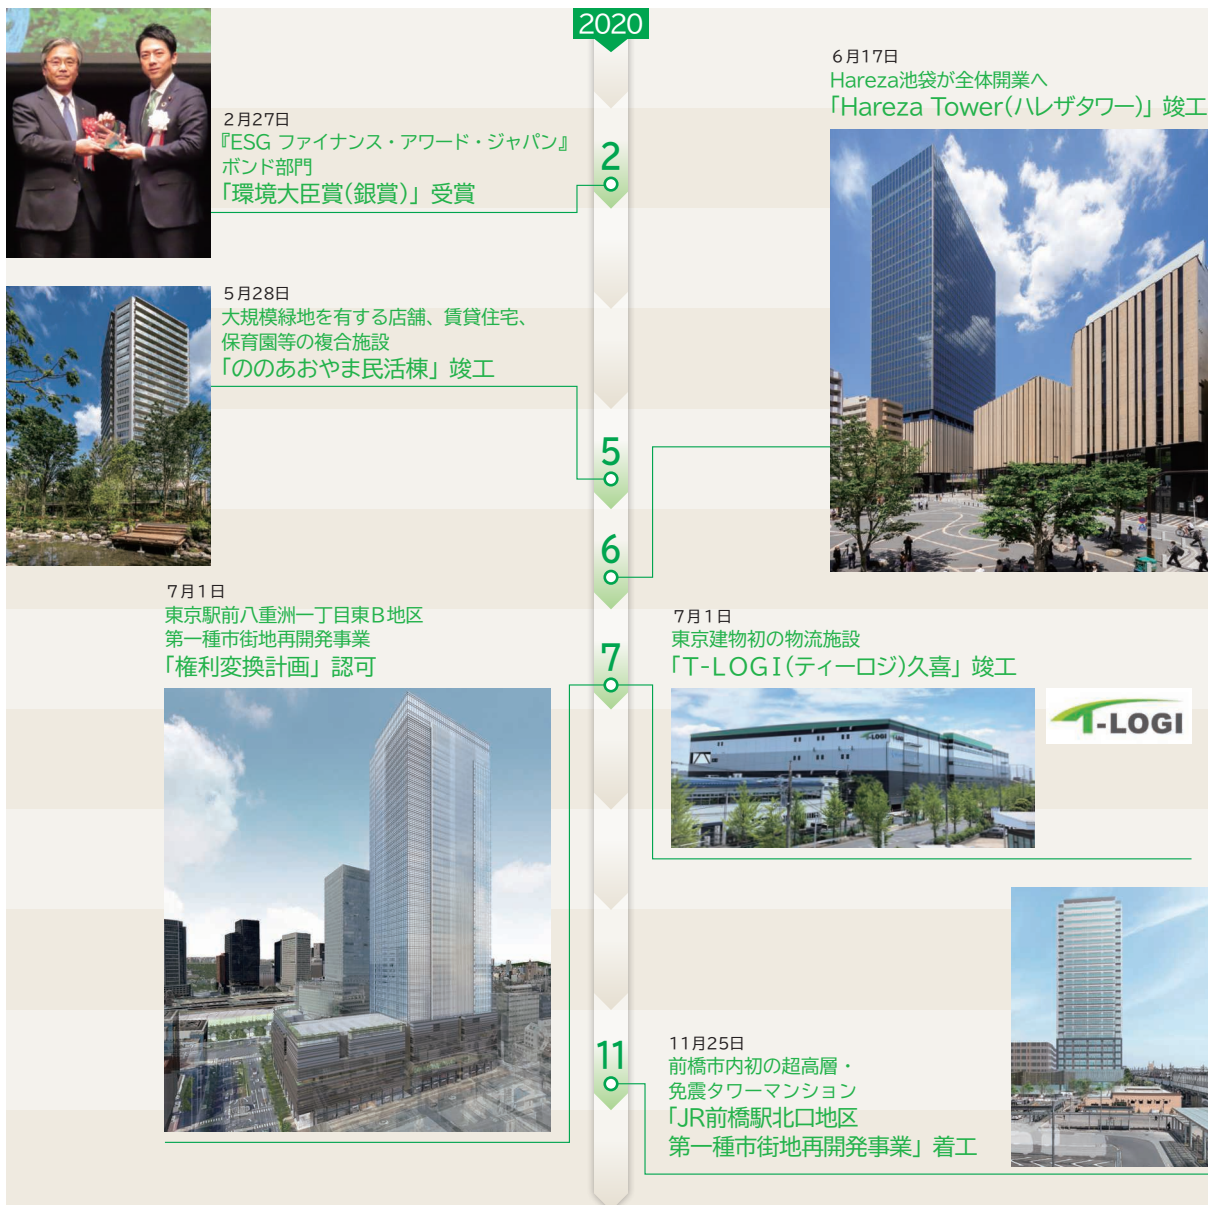 2020
2月27日
『ESG ファイナンス・アワード・ジャパン』
ボンド部門
「環境大臣賞(銀賞)」受賞
2
5月28日
大規模緑地を有する店舗、賃貸住宅、
保育園等の複合施設
「ののあおやま民活棟」竣工
5
6月17日
Hareza池袋が全体開業へ
「Hareza Tower(ハレザタワー)」竣工
6
7月1日
東京駅前八重洲一丁目東B地区
第一種市街地再開発事業
「権利変換計画」認可
7
7月1日
東京建物初の物流施設
「T-LOGI(ティーロジ)久喜」竣工
T-LOGI
T-LOGI
11
11月25日
前橋市内初の超高層・
免震タワーマンション
「JR前橋駅北口地区
第一種市街地再開発事業」着工